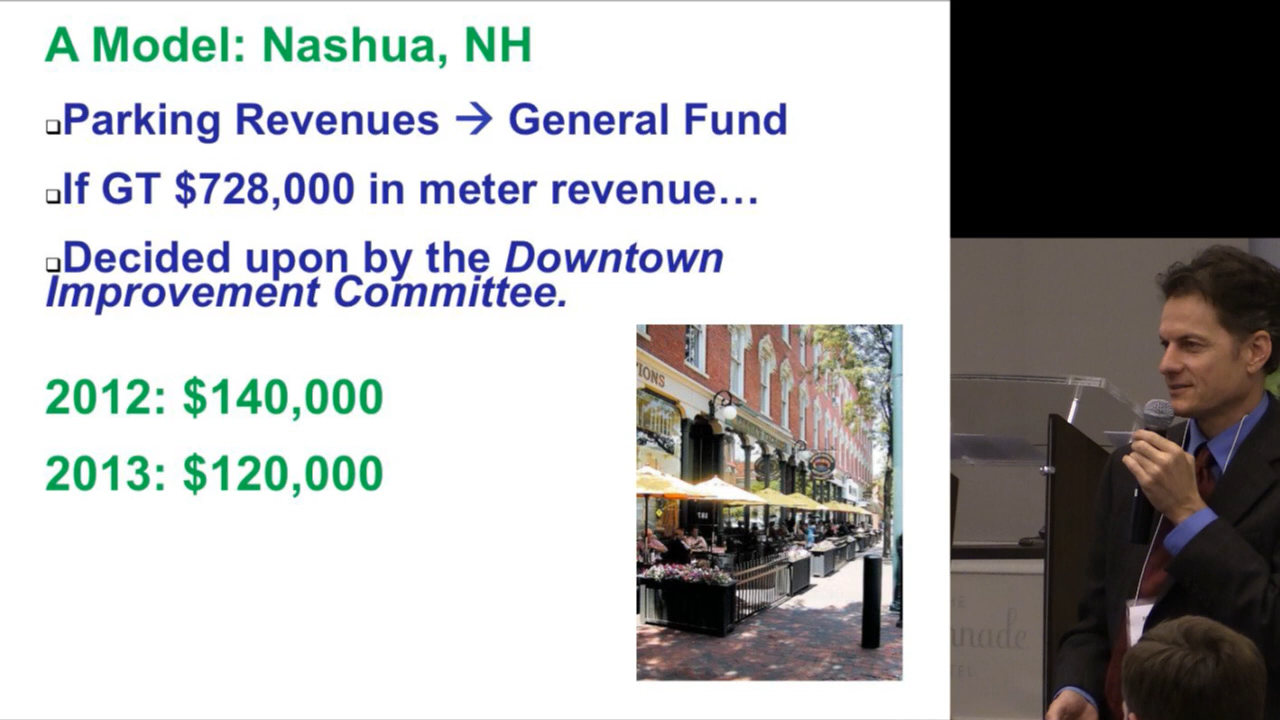 A Model: Nashua, NH
❑Parking Revenues → General Fund
❑If GT $728,000 in meter revenue…
❑Decided upon by the Downtown
Improvement Committee.
2012: $140,000
2013: $120,000
IONS